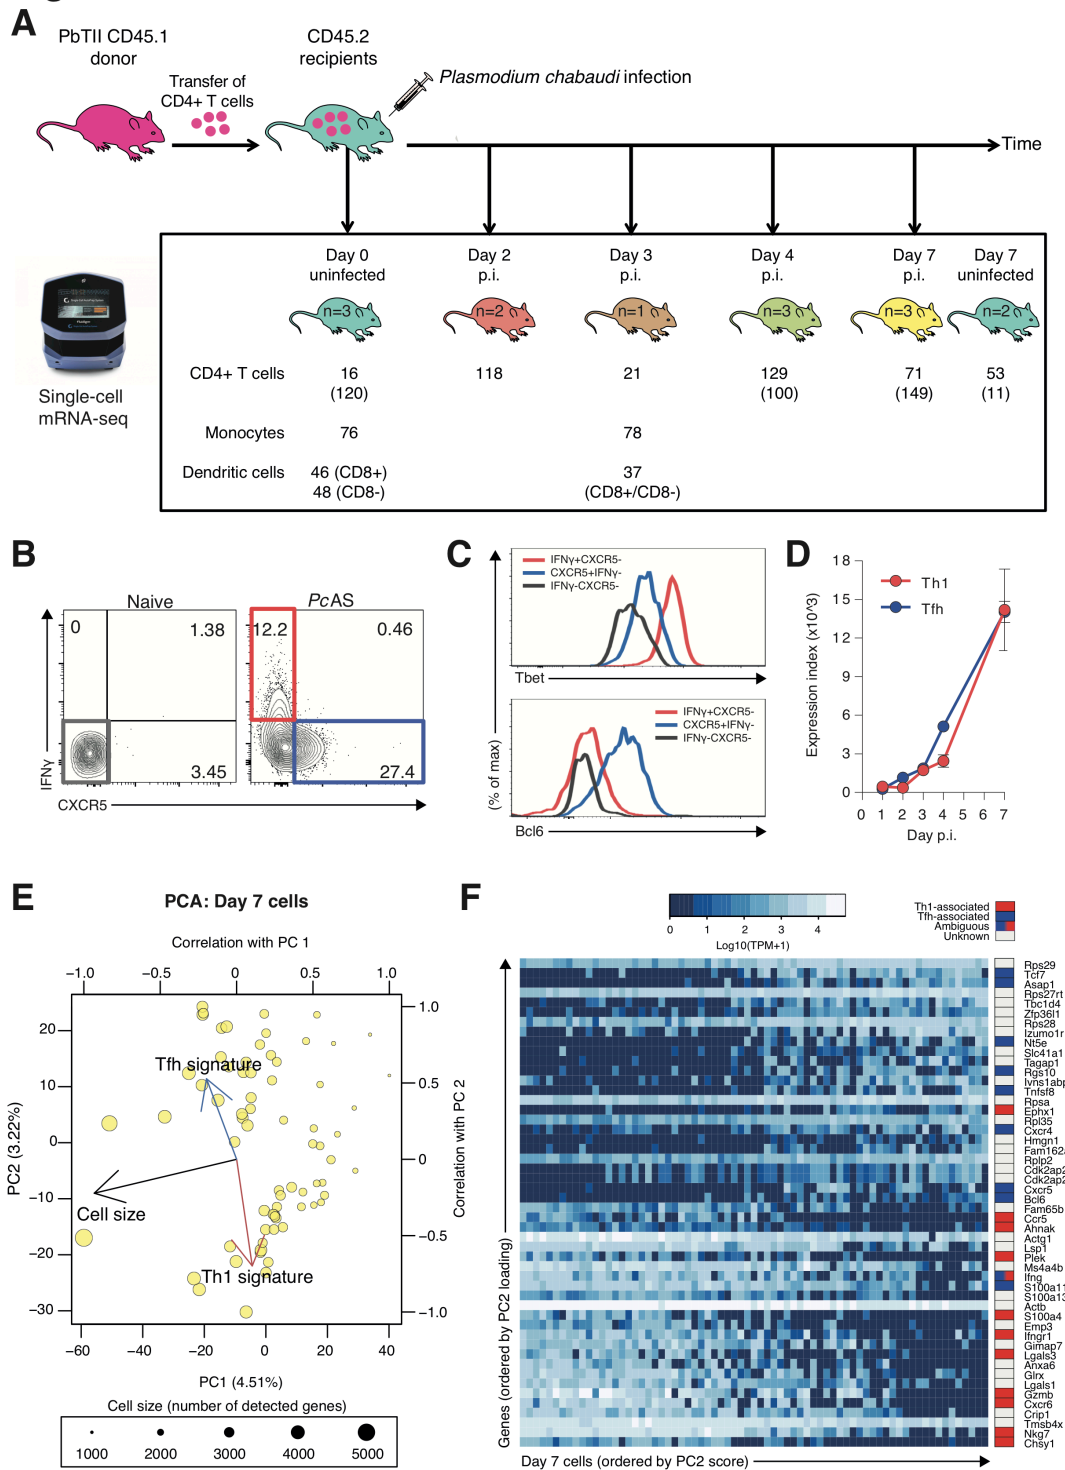 A
PbTII CD45.1
donor
CD45.2
recipients
Transfer of
CD4+ T cells
Plasmodium chabaudi infection
Time
Day 0
uninfected
Day 2
p.i.
Day 3
p.i.
Day 4
p.i.
Day 7
p.i.
Day 7
uninfected
n=3
n=2
n=1
n=3
n=3
n=2
Single-cell
mRNA-seq
CD4+ T cells
16
(120)
118
21
129
(100)
71
(149)
53
(11)
Monocytes
76
78
Dendritic cells
46 (CD8+)
48 (CD8-)
37
(CD8+/CD8-)
B
Naive
PcAS
0
1.38
3.45
12.2
0.46
27.4
IFNγ
CXCR5
C
IFNγ+CXCR5-
CXCR5+IFNγ-
IFNγ-CXCR5-
Tbet
IFNγ+CXCR5-
CXCR5+IFNγ-
IFNγ-CXCR5-
Bcl6
(% of max)
D
Expression index (x10^3)
18
15
12
9
6
3
0
Th1
Tfh
0 1 2 3 4 5 6 7
Day p.i.
E
PCA: Day 7 cells
Correlation with PC 1
-1.0 -0.5 0 0.5 1.0
PC2 (3.22%)
20
10
0
-10
-20
-30
1.0
0.5
0
-0.5
-1.0
Correlation with PC 2
Tfh signature
Cell size
Th1 signature
-60 -40 -20 0 20 40
PC1 (4.51%)
Cell size (number of detected genes)
1000 2000 3000 4000 5000
F
0 1 2 3 4
Log10(TPM+1)
Th1-associated
Tfh-associated
Ambiguous
Unknown
Genes (ordered by PC2 loading)
Rps29
Tcf7
Asap1
Rps27rt
Tbc1d4
Zfp36l1
Rps28
Izumo1r
Nt5e
Slc41a1
Tagap1
Rgs10
Ivns1abp
Tnfsf8
Rpsa
Ephx1
Rpl35
Cxcr4
Hmgn1
Fam162a
Rplp2
Cdk2ap2
Cdk2ap2
Cxcr5
Bcl6
Fam65b
Ccr5
Ahnak
Actg1
Lsp1
Plek
Ms4a4b
Ifng
S100a11
S100a13
Actb
S100a4
Emp3
Ifngr1
Gimap7
Lgals3
Anxa6
Glrx
Lgals1
Gzmb
Cxcr6
Crip1
Tmsb4x
Nkg7
Chsy1
Day 7 cells (ordered by PC2 score)